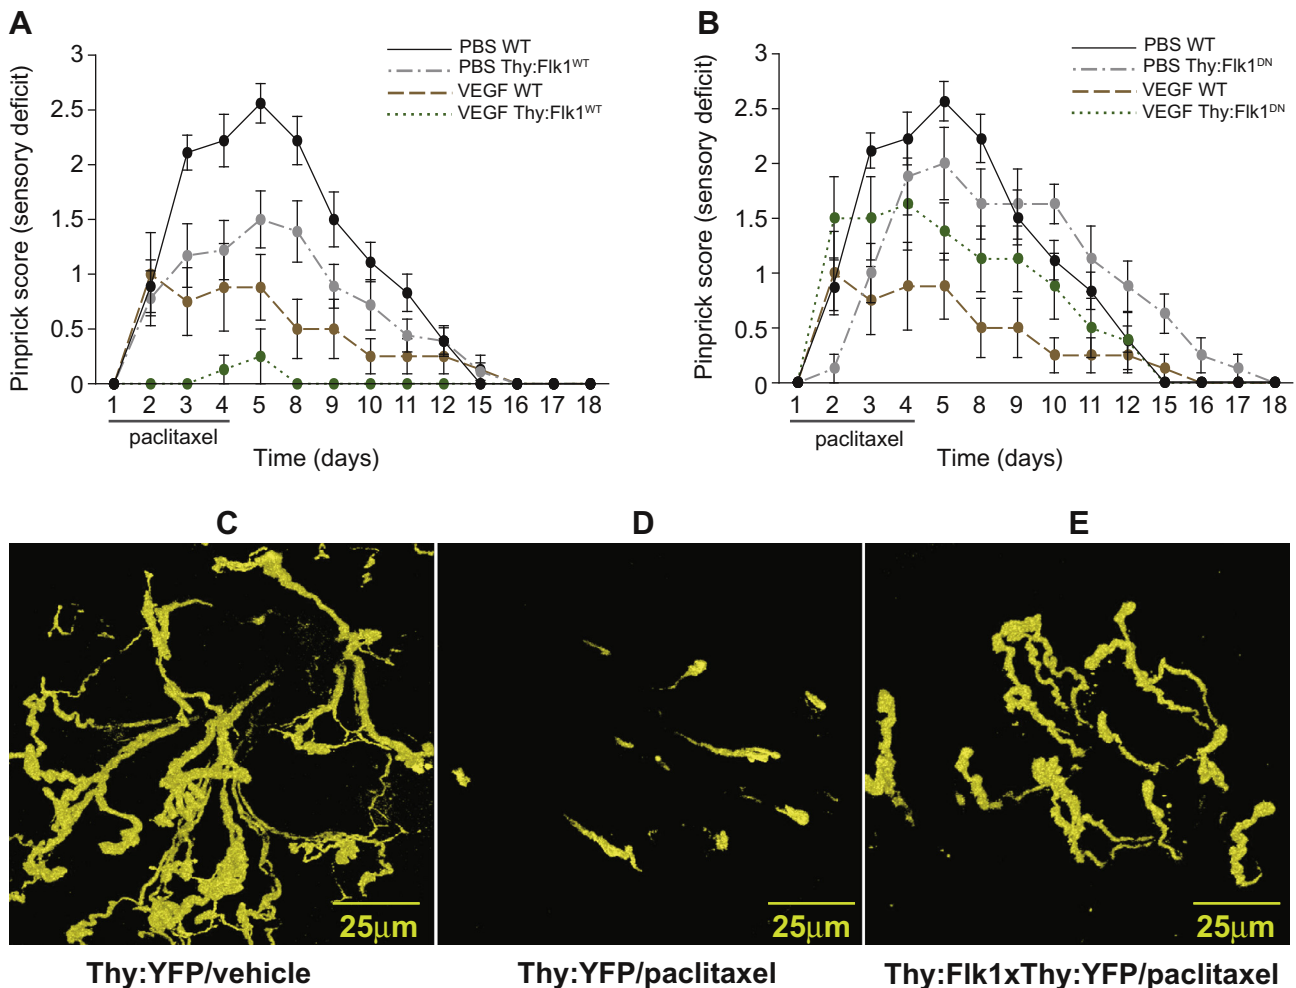 A
Pinprick score (sensory deficit)
3
2.5
2
1.5
1
0.5
0
PBS WT
PBS Thy:Flk1WT
VEGF WT
VEGF Thy:Flk1WT
1 2 3 4 5 8 9 10 11 12 15 16 17 18
paclitaxel
Time (days)
B
Pinprick score (sensory deficit)
3
2.5
2
1.5
1
0.5
0
PBS WT
PBS Thy:Flk1DN
VEGF WT
VEGF Thy:Flk1DN
1 2 3 4 5 8 9 10 11 12 15 16 17 18
paclitaxel
Time (days)
C
25μm
Thy:YFP/vehicle
D
25μm
Thy:YFP/paclitaxel
E
25μm
Thy:Flk1xThy:YFP/paclitaxel